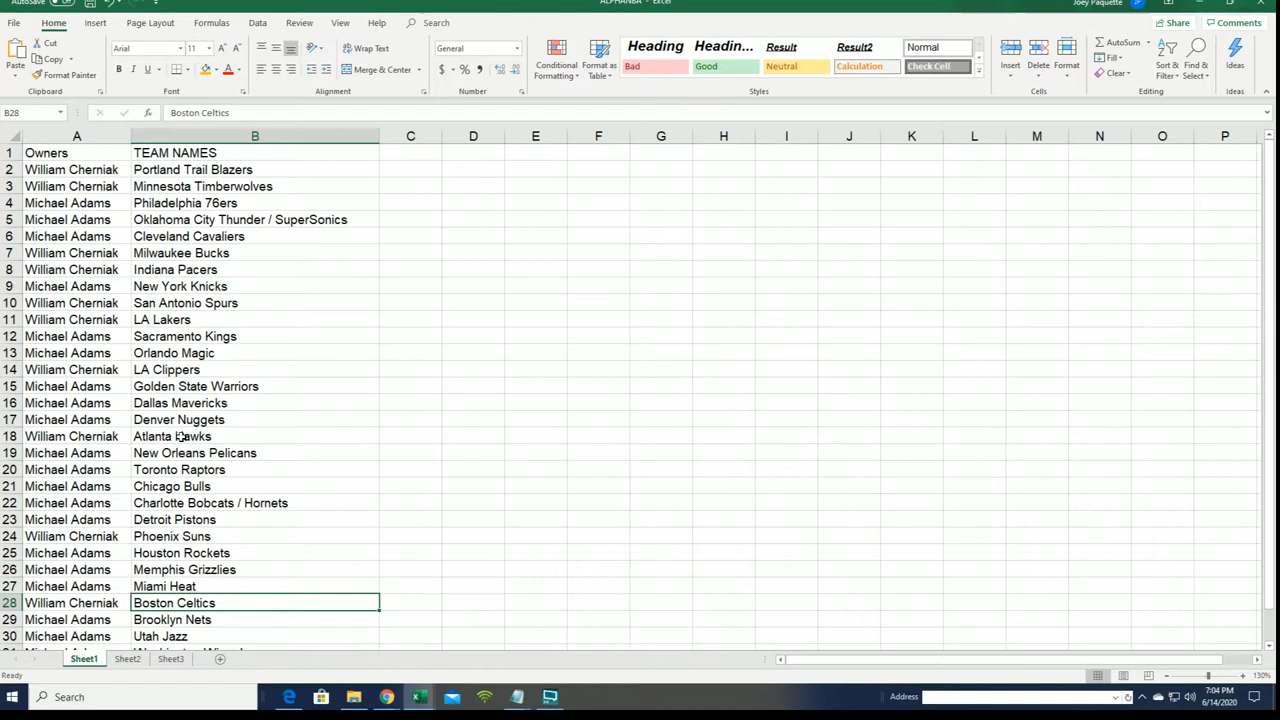 AutoSave Off ALPHANBA - Excel Joey Paquette JP
File Home Insert Page Layout Formulas Data Review View Help Search Share Comments
Paste Cut Copy Format Painter Clipboard
Arial 11 A A B I U A Font
Wrap Text Merge & Center Alignment
General $ % Number
Conditional Formatting Format as Table
Heading Headin... Result Result2 Normal
Bad Good Neutral Calculation Check Cell
Styles
Insert Delete Format Cells
AutoSum Fill Clear Sort & Filter Find & Select Editing
Ideas Ideas
B28 fx Boston Celtics
A B C D E F G H I J K L M N O P
1 Owners TEAM NAMES
2 William Cherniak Portland Trail Blazers
3 William Cherniak Minnesota Timberwolves
4 Michael Adams Philadelphia 76ers
5 Michael Adams Oklahoma City Thunder / SuperSonics
6 Michael Adams Cleveland Cavaliers
7 William Cherniak Milwaukee Bucks
8 William Cherniak Indiana Pacers
9 Michael Adams New York Knicks
10 William Cherniak San Antonio Spurs
11 William Cherniak LA Lakers
12 Michael Adams Sacramento Kings
13 Michael Adams Orlando Magic
14 William Cherniak LA Clippers
15 Michael Adams Golden State Warriors
16 Michael Adams Dallas Mavericks
17 Michael Adams Denver Nuggets
18 William Cherniak Atlanta Hawks
19 Michael Adams New Orleans Pelicans
20 Michael Adams Toronto Raptors
21 Michael Adams Chicago Bulls
22 Michael Adams Charlotte Bobcats / Hornets
23 Michael Adams Detroit Pistons
24 William Cherniak Phoenix Suns
25 Michael Adams Houston Rockets
26 Michael Adams Memphis Grizzlies
27 Michael Adams Miami Heat
28 William Cherniak Boston Celtics
29 Michael Adams Brooklyn Nets
30 Michael Adams Utah Jazz
Sheet1 Sheet2 Sheet3
Ready 130%
Search Address 7:04 PM
6/14/2020